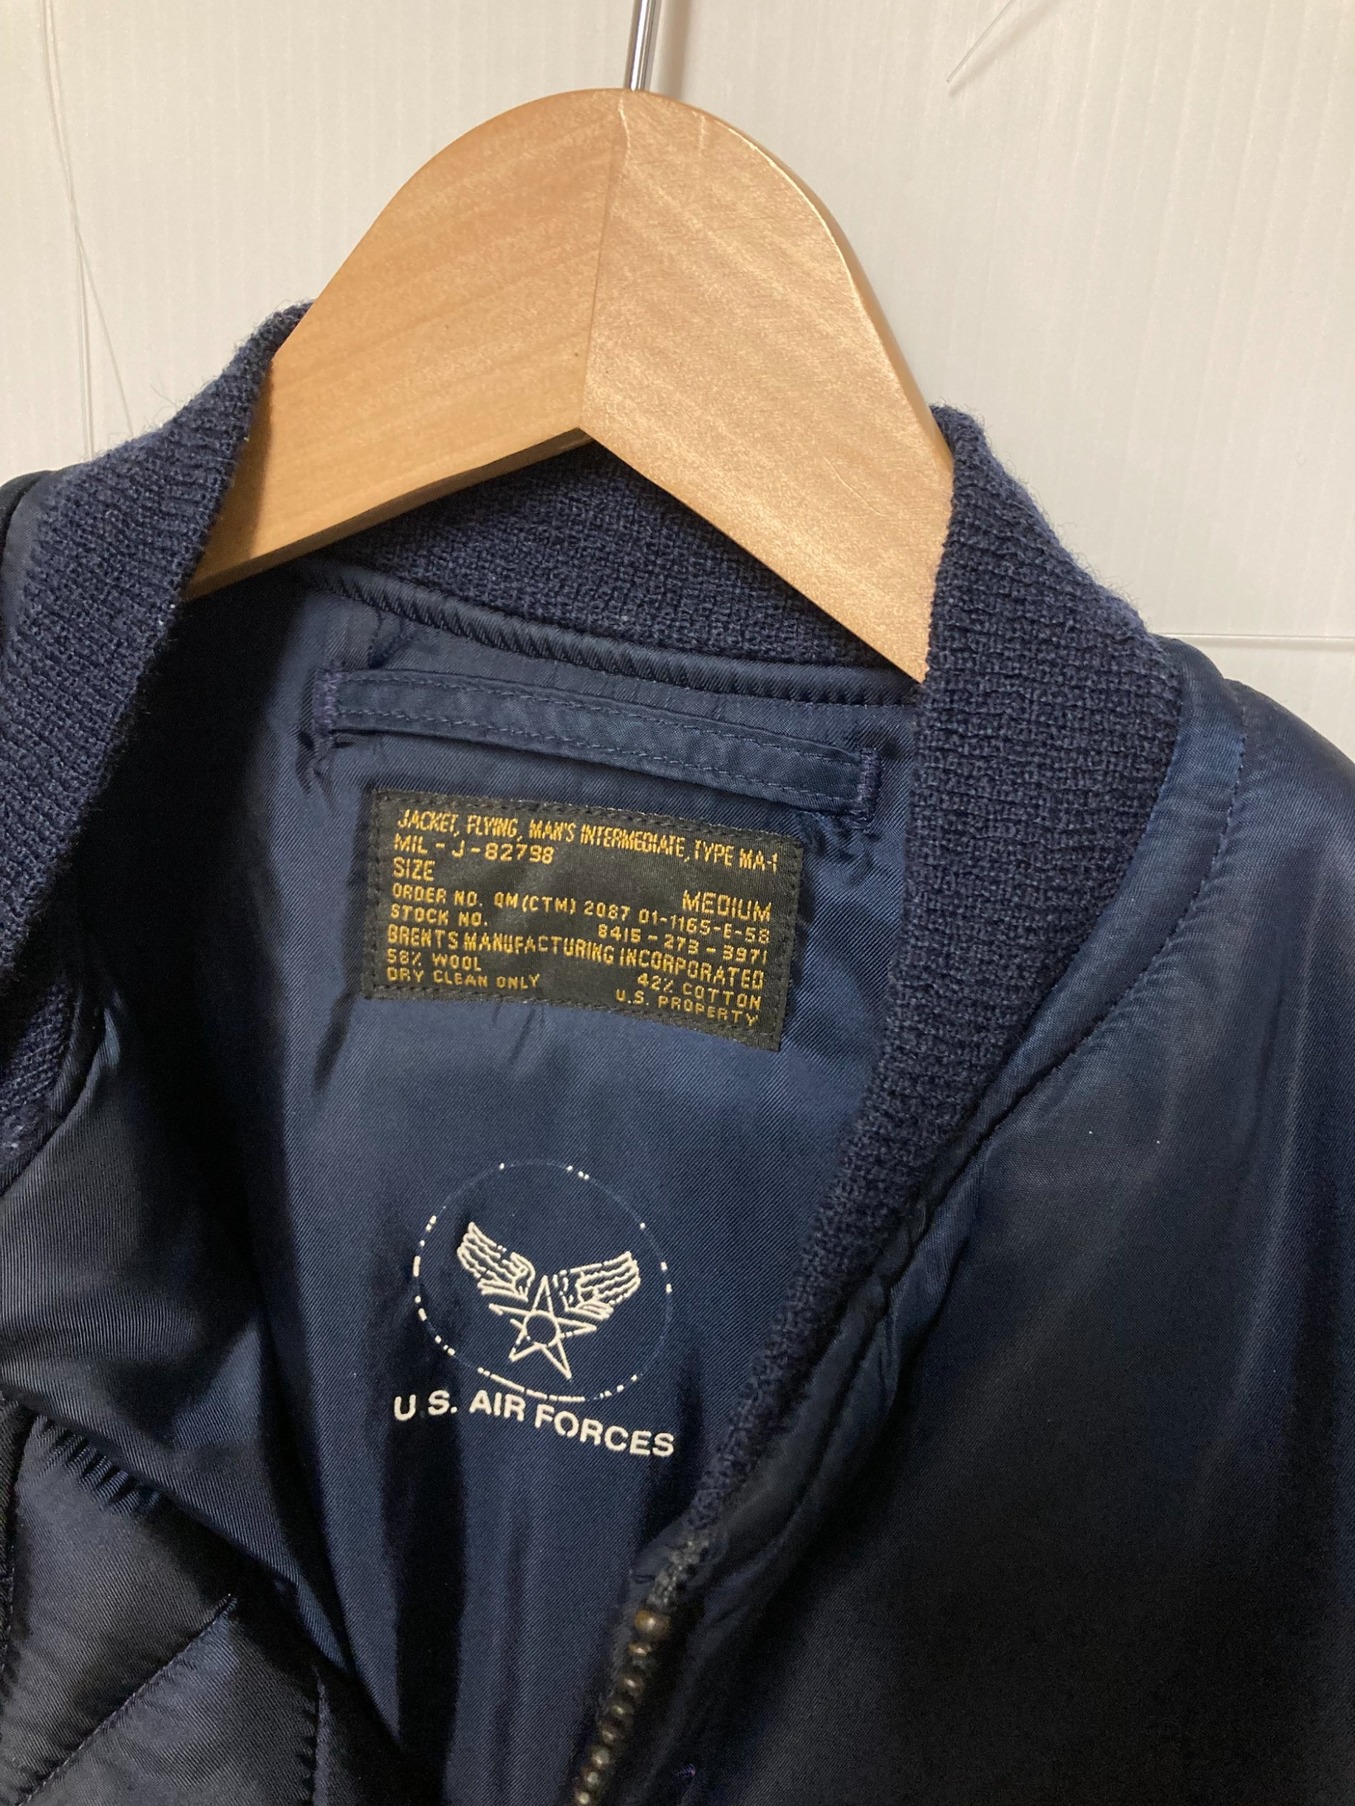 JACKET, FLYING, MAN'S INTERMEDIATE, TYPE MA-1
MIL-J-82798
SIZE MEDIUM
ORDER NO. QM(CTM) 2087 01-1165-E-58
STOCK NO. 8415-273-3971
BRENT'S MANUFACTURING INCORPORATED
58% WOOL 42% COTTON
DRY CLEAN ONLY U.S. PROPERTY
U.S. AIR FORCES